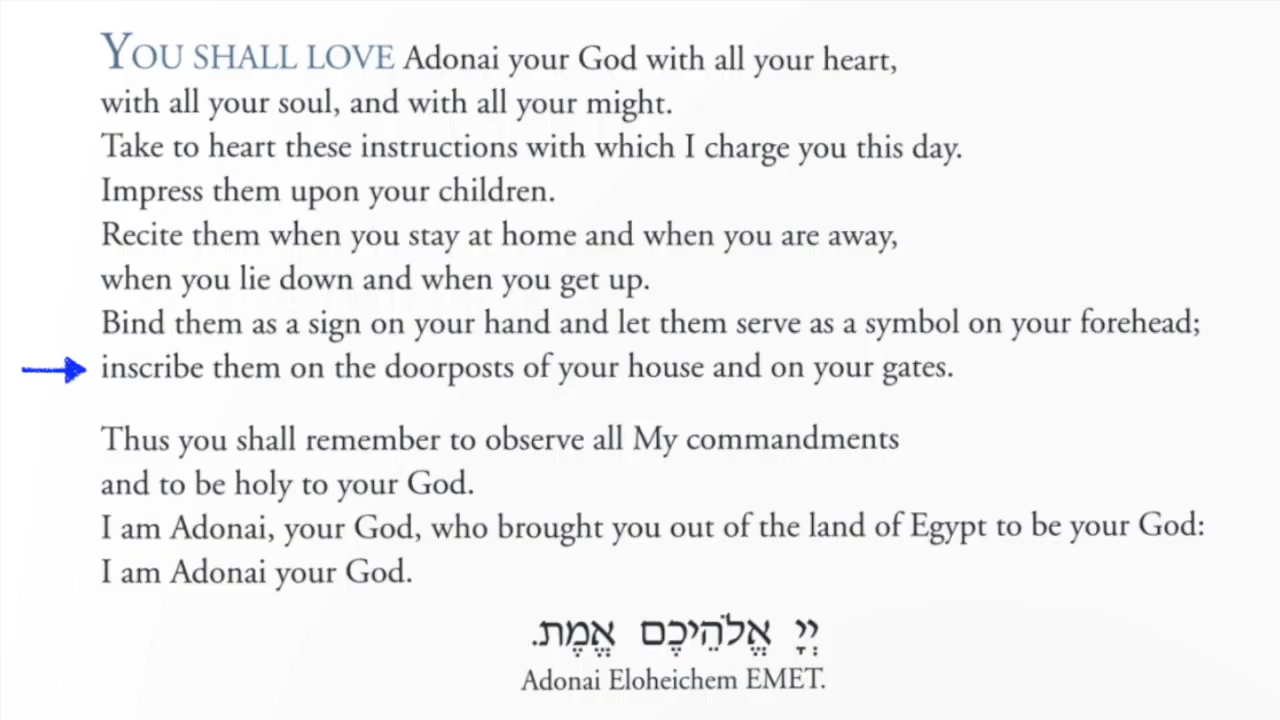 YOU SHALL LOVE Adonai your God with all your heart,
with all your soul, and with all your might.
Take to heart these instructions with which I charge you this day.
Impress them upon your children.
Recite them when you stay at home and when you are away,
when you lie down and when you get up.
Bind them as a sign on your hand and let them serve as a symbol on your forehead;
inscribe them on the doorposts of your house and on your gates.
Thus you shall remember to observe all My commandments
and to be holy to your God.
I am Adonai, your God, who brought you out of the land of Egypt to be your God:
I am Adonai your God.
יְיָ אֱלֹהֵיכֶם אֱמֶת.
Adonai Eloheichem EMET.